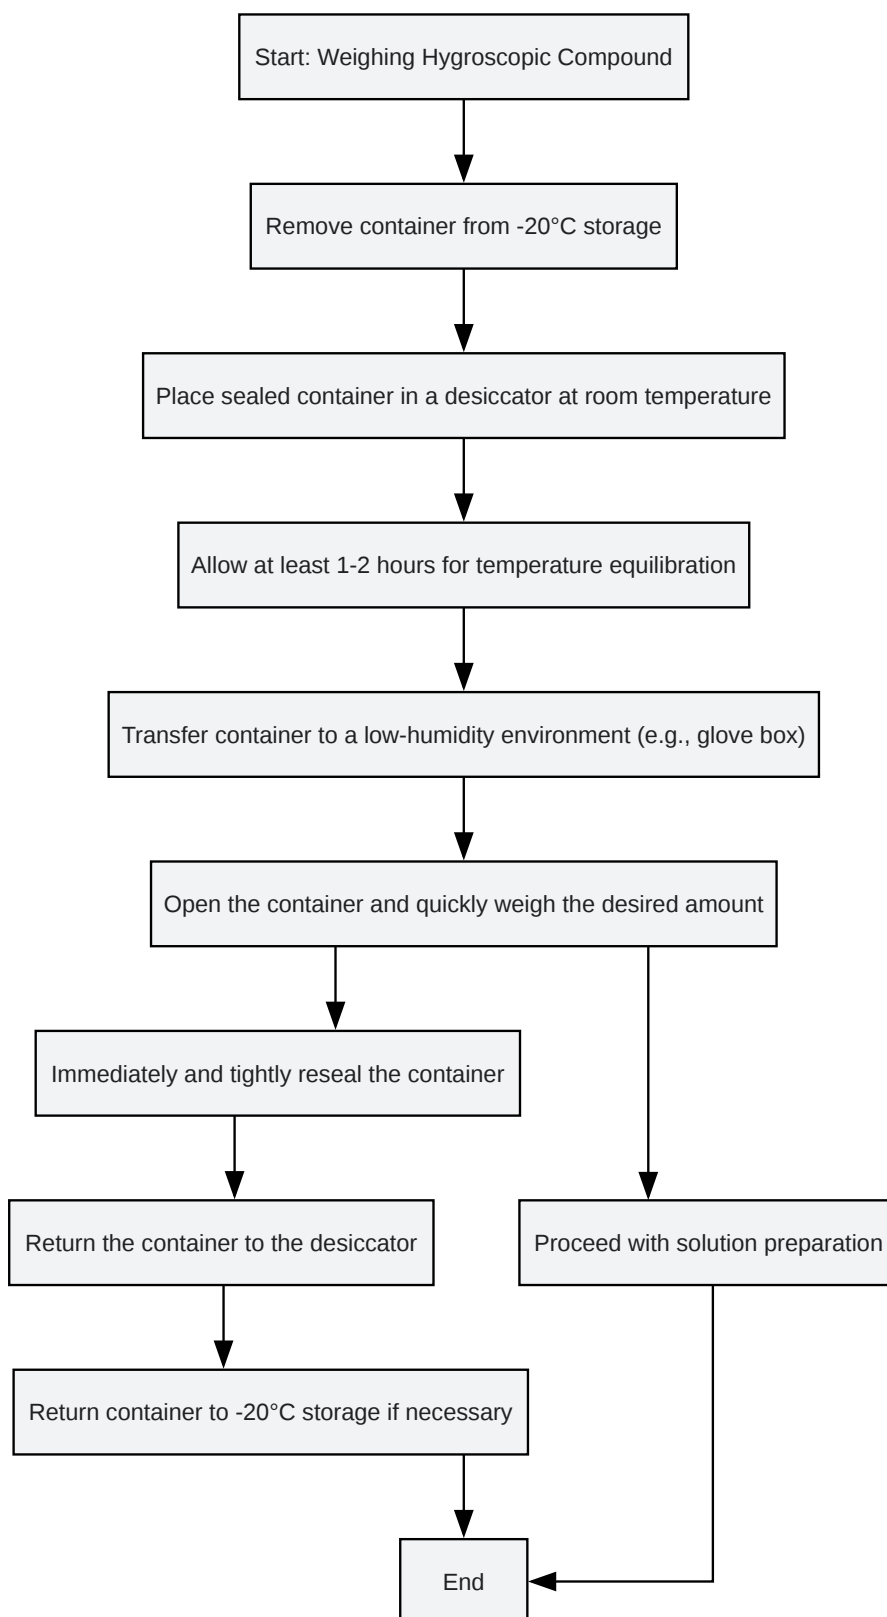 Start: Weighing Hygroscopic Compound
Remove container from -20°C storage
Place sealed container in a desiccator at room temperature
Allow at least 1-2 hours for temperature equilibration
Transfer container to a low-humidity environment (e.g., glove box)
Open the container and quickly weigh the desired amount
Immediately and tightly reseal the container
Return the container to the desiccator
Proceed with solution preparation
Return container to -20°C storage if necessary
End